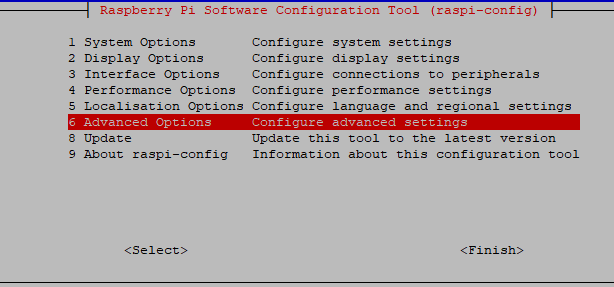 Raspberry Pi Software Configuration Tool (raspi-config)
1 System Options Configure system settings
2 Display Options Configure display settings
3 Interface Options Configure connections to peripherals
4 Performance Options Configure performance settings
5 Localisation Options Configure language and regional settings
6 Advanced Options Configure advanced settings
8 Update Update this tool to the latest version
9 About raspi-config Information about this configuration tool
<Select> <Finish>